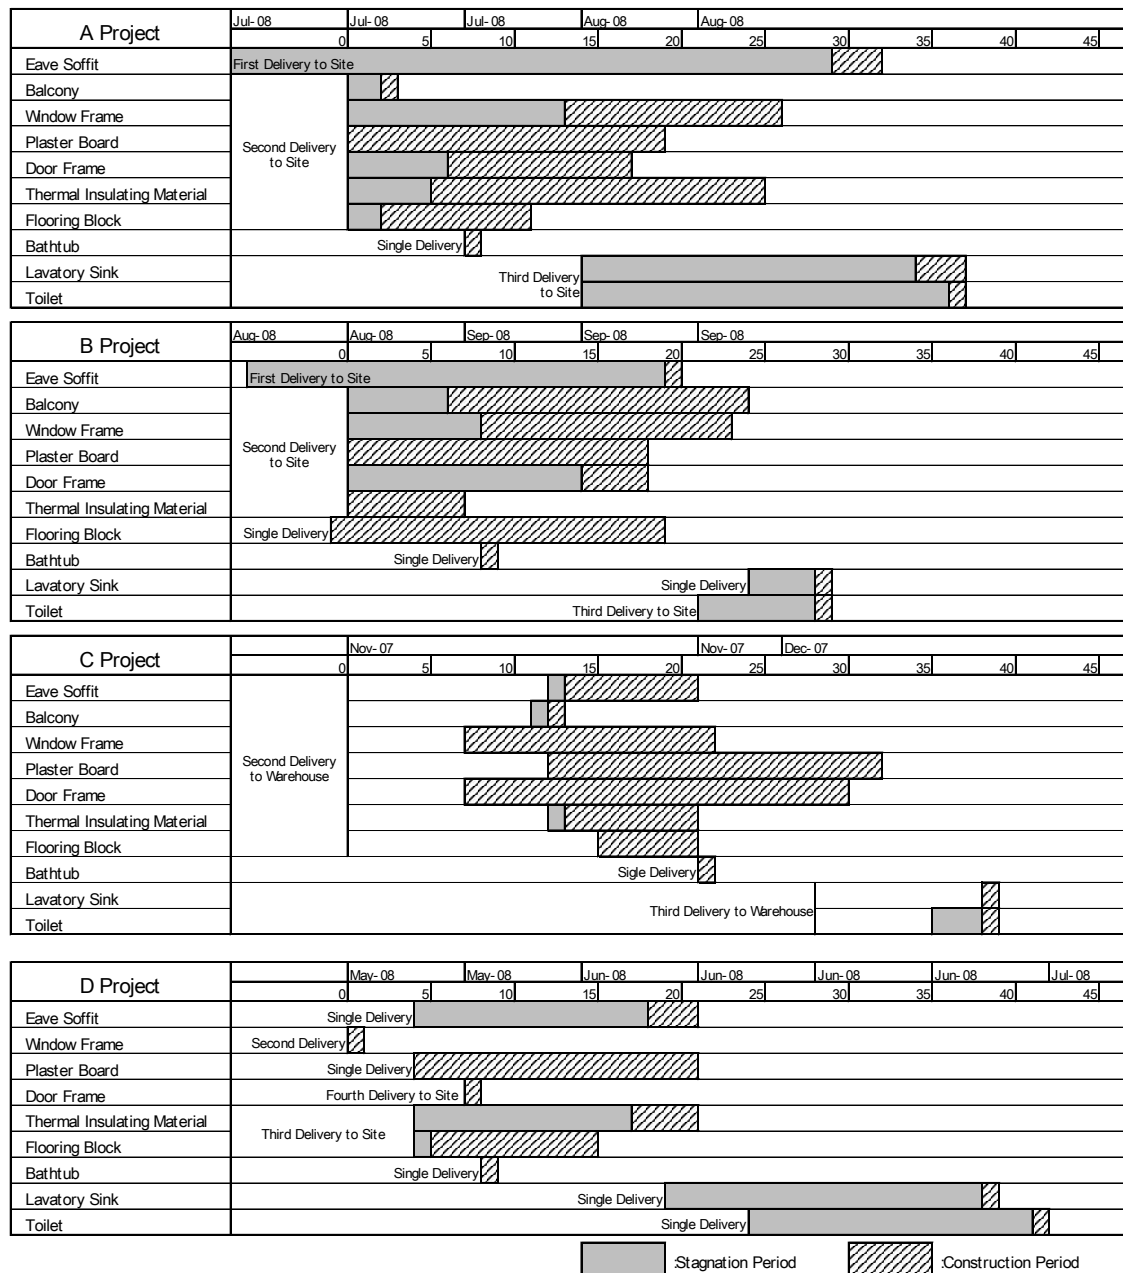 A Project
Jul- 08 Jul- 08 Jul- 08 Aug- 08 Aug- 08
0 5 10 15 20 25 30 35 40 45
Eave Soffit First Delivery to Site
Balcony
Window Frame
Plaster Board
Second Delivery
to Site
Door Frame
Thermal Insulating Material
Flooring Block
Bathtub Single Delivery
Lavatory Sink
Third Delivery
to Site
Toilet
B Project
Aug- 08 Aug- 08 Sep- 08 Sep- 08 Sep- 08
0 5 10 15 20 25 30 35 40 45
Eave Soffit First Delivery to Site
Balcony
Window Frame
Plaster Board
Second Delivery
to Site
Door Frame
Thermal Insulating Material
Flooring Block Single Delivery
Bathtub Single Delivery
Lavatory Sink Single Delivery
Toilet Third Delivery to Site
C Project
Nov- 07 Nov- 07 Dec- 07
0 5 10 15 20 25 30 35 40 45
Eave Soffit
Balcony
Window Frame
Plaster Board
Second Delivery
to Warehouse
Door Frame
Thermal Insulating Material
Flooring Block
Bathtub Sigle Delivery
Lavatory Sink
Third Delivery to Warehouse
Toilet
D Project
May- 08 May- 08 Jun- 08 Jun- 08 Jun- 08 Jun- 08 Jul- 08
0 5 10 15 20 25 30 35 40 45
Eave Soffit Single Delivery
Window Frame Second Delivery
Plaster Board Single Delivery
Door Frame Fourth Delivery to Site
Thermal Insulating Material
Third Delivery to Site
Flooring Block
Bathtub Single Delivery
Lavatory Sink Single Delivery
Toilet Single Delivery
:Stagnation Period :Construction Period